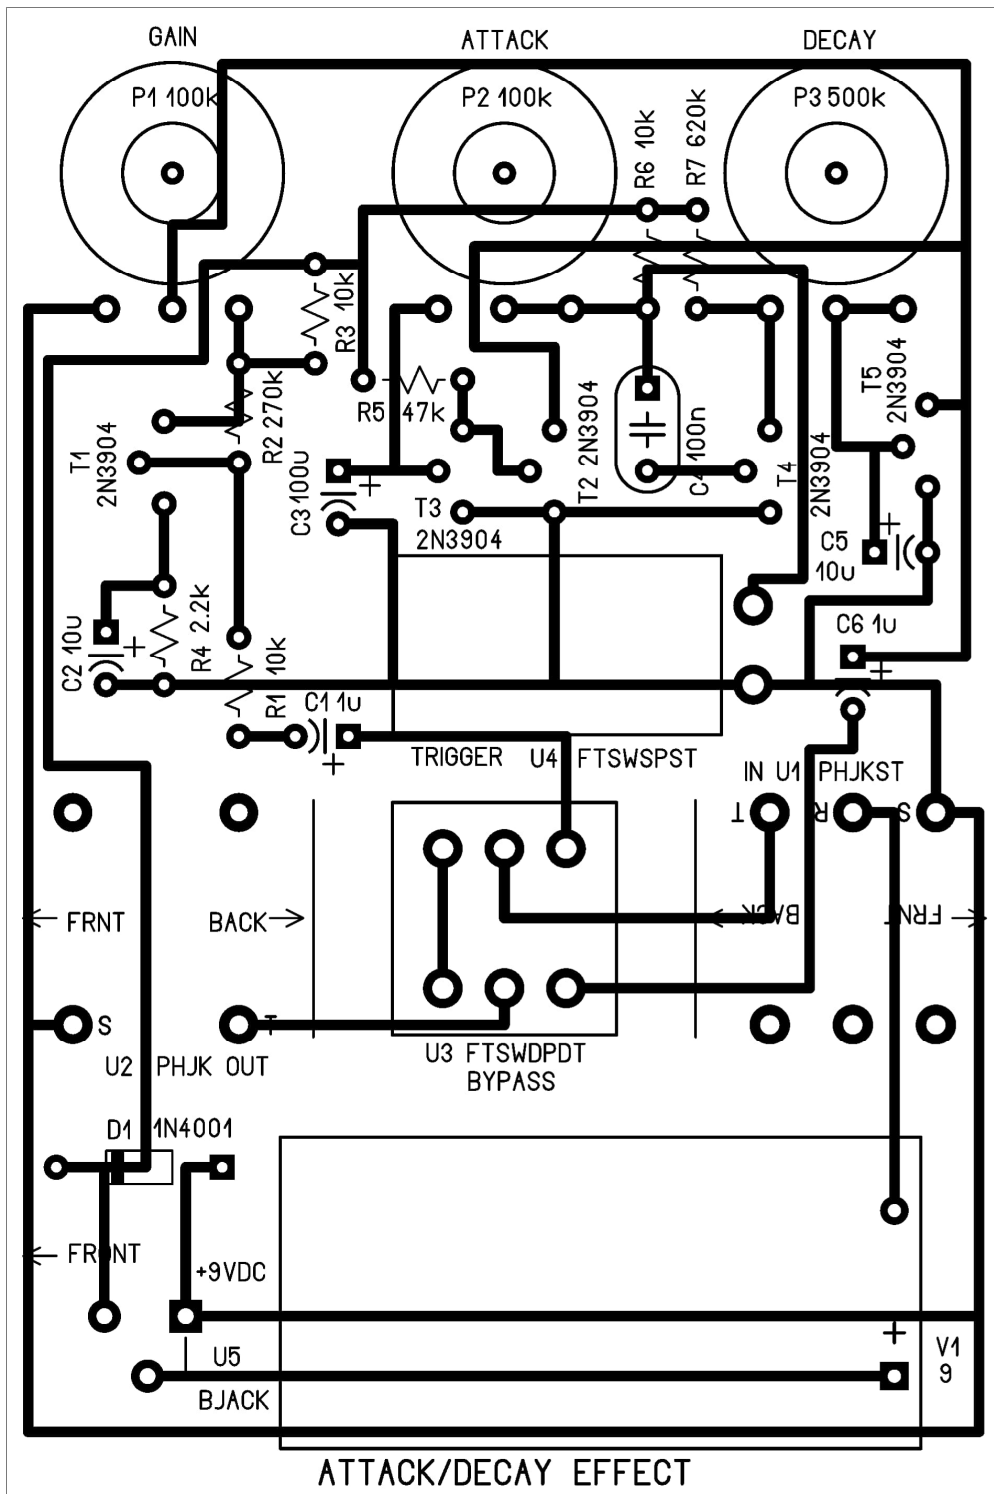 GAIN
ATTACK
DECAY
P1 100k
P2 100k
P3 500k
R6 10k
R7 620k
R3 10k
R5 47k
R2 270k
T1
2N3904
C3 100u
T3
2N3904
T2 2N3904
C4 100n
T4
2N3904
T5
2N3904
C5
10u
C6 1u
C2 10u
R4 2.2k
R1 10k
C1 1u
TRIGGER
U4 FTSWSPST
IN U1 PHJKST
T
R
S
FRNT
BACK
BACK
FRNT
S
T
U2 PHJK OUT
U3 FTSWDPDT
BYPASS
D1 1N4001
FRONT
+9VDC
U5
BJACK
+
V1
9
ATTACK/DECAY EFFECT